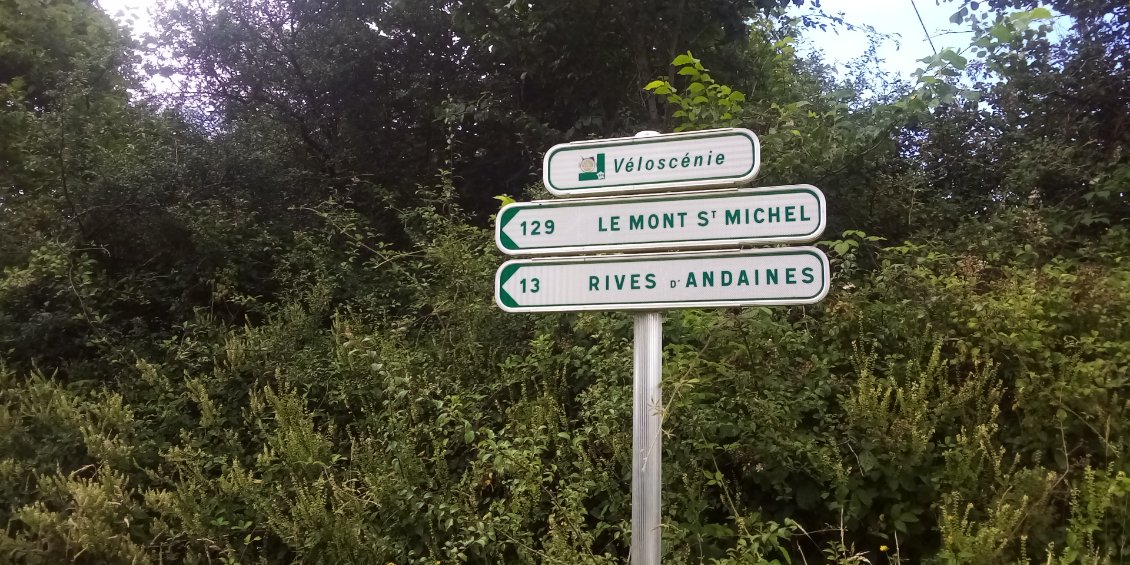 Véloscénie
129 LE MONT ST MICHEL
13 RIVES D'ANDAINES